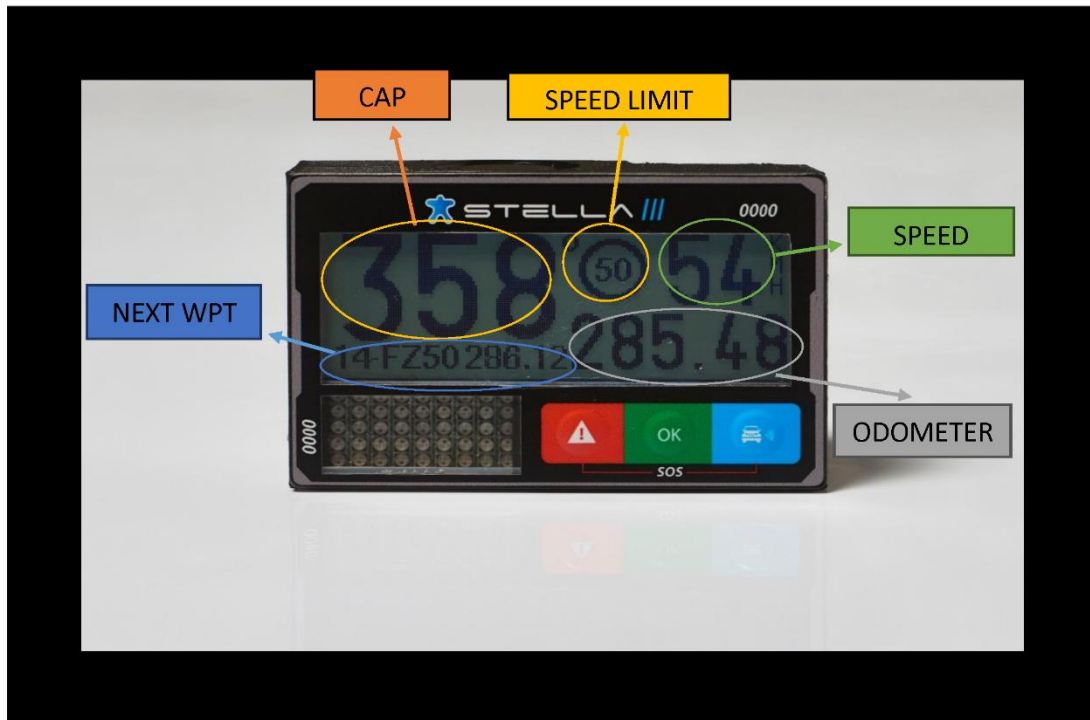 CAP
SPEED LIMIT
STELLA III
0000
358°
50
54 KM H
SPEED
NEXT WPT
14-FZ50 286.12
285.48
ODOMETER
0000
OK
SOS